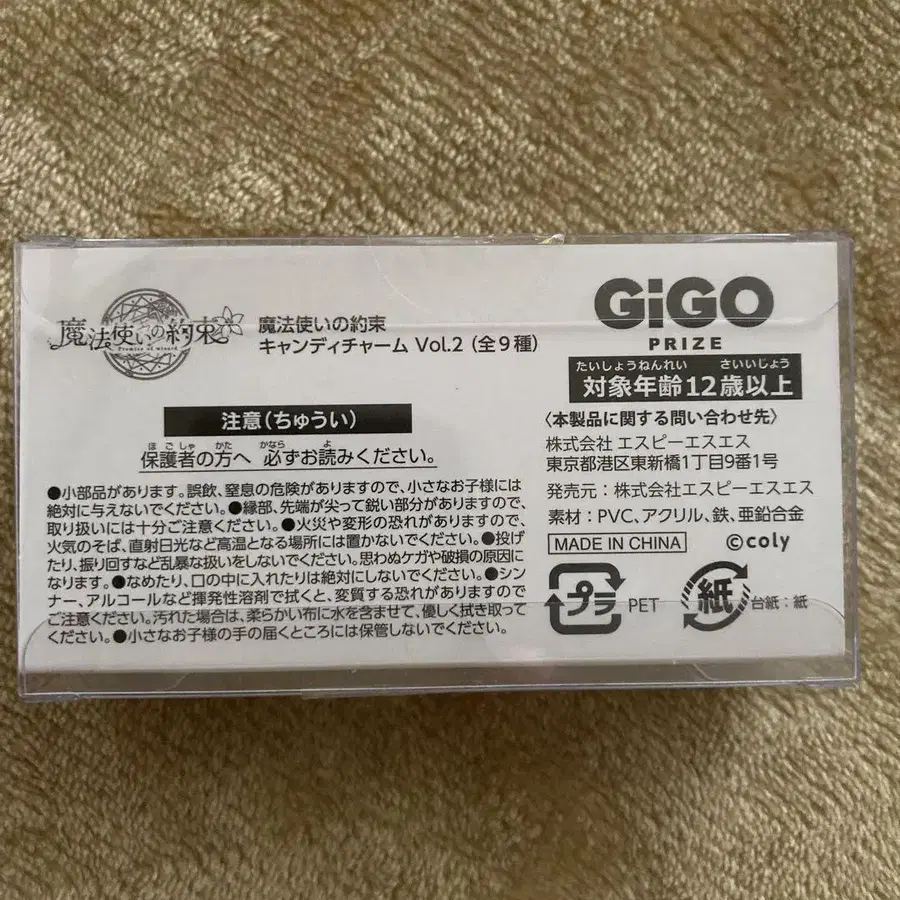 魔法使いの約束
Promise of wizard
魔法使いの約束
キャンディチャーム Vol.2 (全9種)
注意(ちゅうい)
ほごしゃ かた かなら よ
保護者の方へ 必ずお読みください。
●小部品があります。誤飲、窒息の危険がありますので、小さなお子様には
絶対に与えないでください。●縁部、先端が尖って鋭い部分がありますので、
取り扱いには十分ご注意ください。●火災や変形の恐れがありますので、
火気のそば、直射日光など高温となる場所には置かないでください。●投げ
たり、振り回すなど乱暴な扱いをしないでください。思わぬケガや破損の原因に
なります。●なめたり、口の中に入れたりは絶対にしないでください。●シン
ナー、アルコールなど揮発性溶剤で拭くと、変質する恐れがありますので
ご注意ください。汚れた場合は、柔らかい布に水を含ませて、優しく拭き取って
ください。●小さなお子様の手の届くところには保管しないでください。
GiGO
PRIZE
たいしょうねんれい さいいじょう
対象年齢12歳以上
〈本製品に関する問い合わせ先〉
株式会社 エスピーエスエス
東京都港区東新橋1丁目9番1号
発売元:株式会社エスピーエスエス
素材:PVC、アクリル、鉄、亜鉛合金
MADE IN CHINA ©coly
プラ PET 紙 台紙:紙